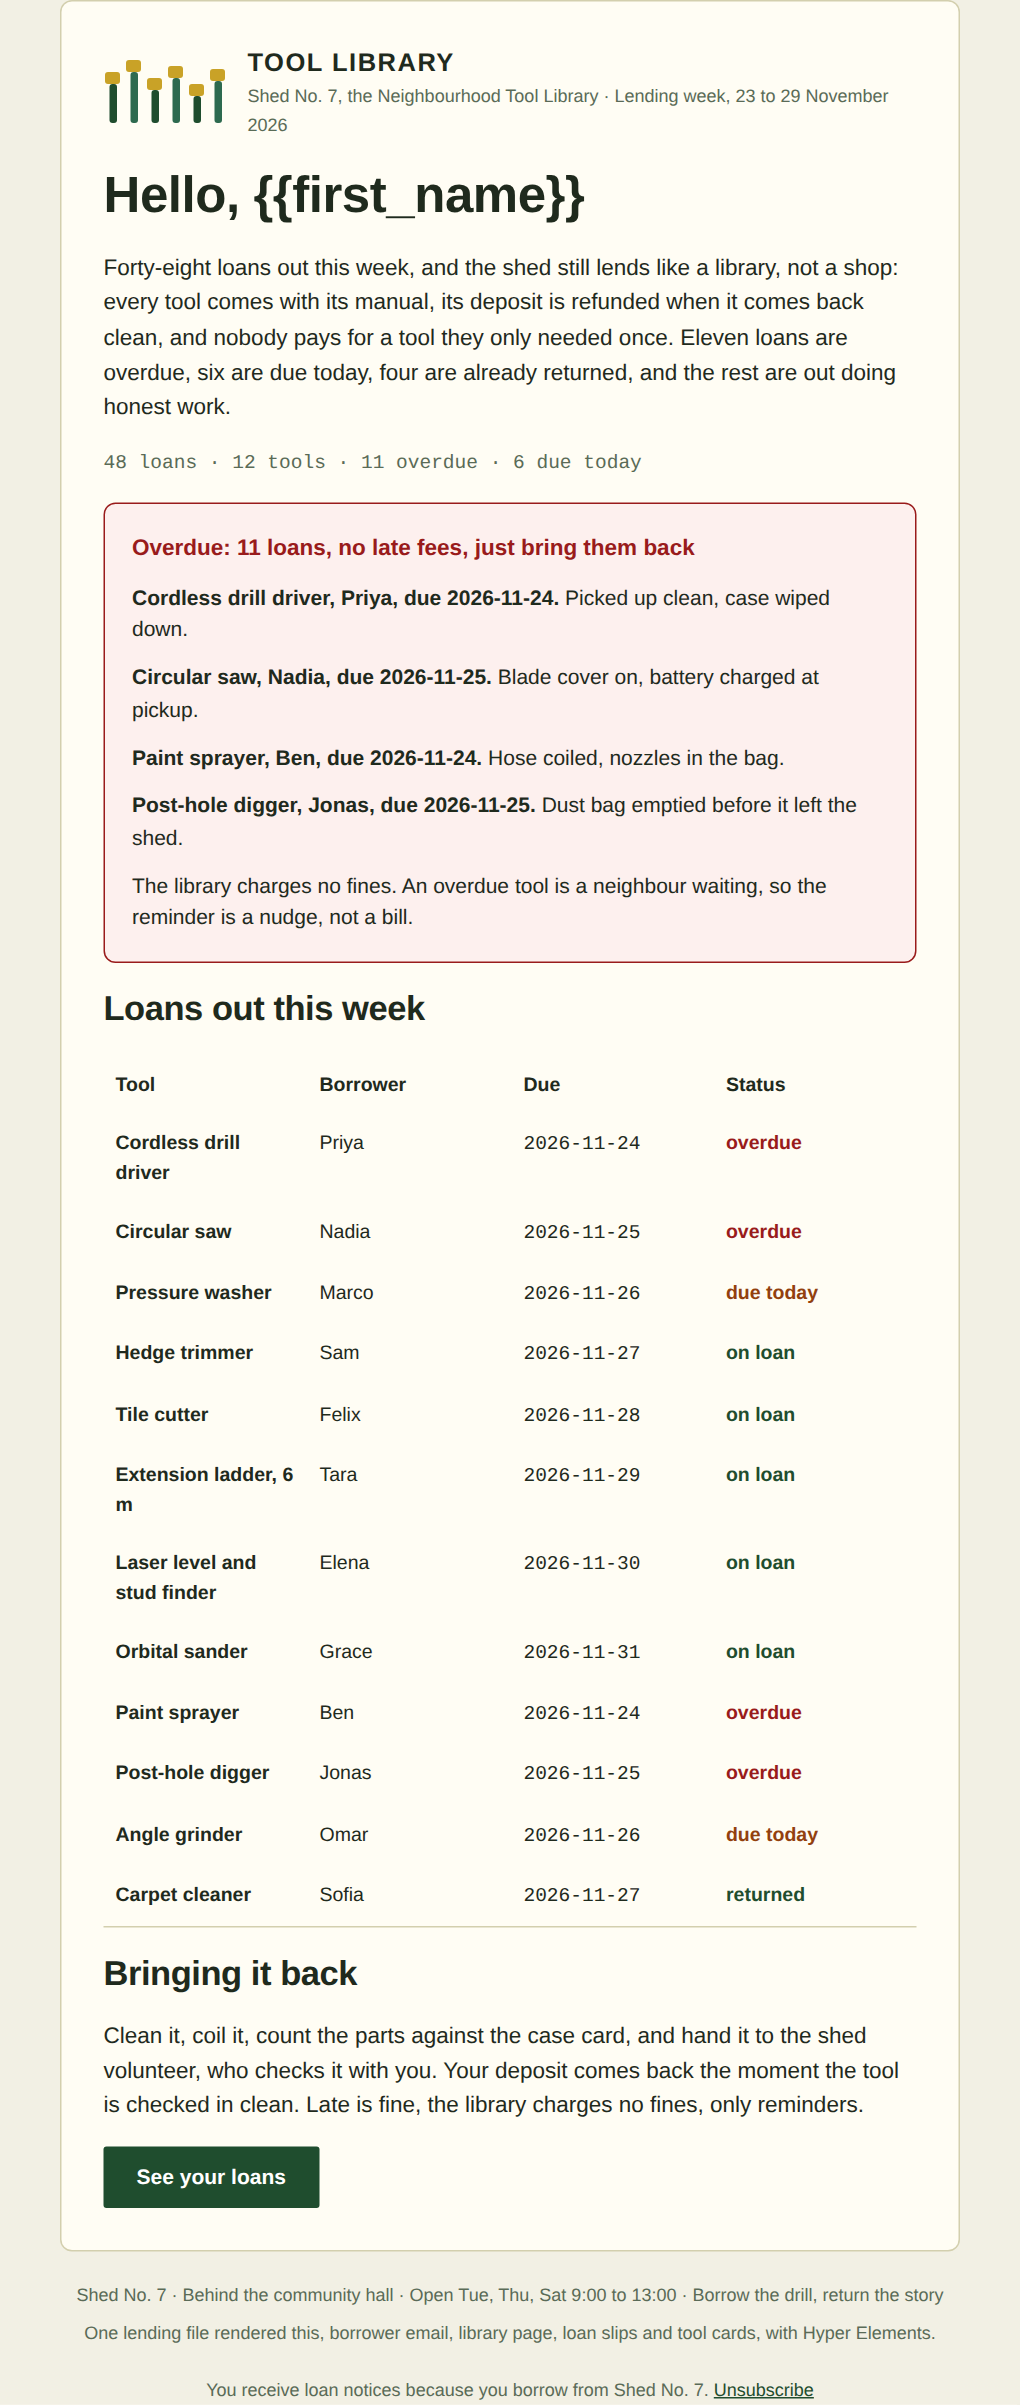 TOOL LIBRARY
Shed No. 7, the Neighbourhood Tool Library · Lending week, 23 to 29 November
2026
Hello, {{first_name}}
Forty-eight loans out this week, and the shed still lends like a library, not a shop:
every tool comes with its manual, its deposit is refunded when it comes back
clean, and nobody pays for a tool they only needed once. Eleven loans are
overdue, six are due today, four are already returned, and the rest are out doing
honest work.
48 loans · 12 tools · 11 overdue · 6 due today
Overdue: 11 loans, no late fees, just bring them back
Cordless drill driver, Priya, due 2026-11-24. Picked up clean, case wiped
down.
Circular saw, Nadia, due 2026-11-25. Blade cover on, battery charged at
pickup.
Paint sprayer, Ben, due 2026-11-24. Hose coiled, nozzles in the bag.
Post-hole digger, Jonas, due 2026-11-25. Dust bag emptied before it left the
shed.
The library charges no fines. An overdue tool is a neighbour waiting, so the
reminder is a nudge, not a bill.
Loans out this week
Tool Borrower Due Status
Cordless drill Priya 2026-11-24 overdue
driver
Circular saw Nadia 2026-11-25 overdue
Pressure washer Marco 2026-11-26 due today
Hedge trimmer Sam 2026-11-27 on loan
Tile cutter Felix 2026-11-28 on loan
Extension ladder, 6 Tara 2026-11-29 on loan
m
Laser level and Elena 2026-11-30 on loan
stud finder
Orbital sander Grace 2026-11-31 on loan
Paint sprayer Ben 2026-11-24 overdue
Post-hole digger Jonas 2026-11-25 overdue
Angle grinder Omar 2026-11-26 due today
Carpet cleaner Sofia 2026-11-27 returned
Bringing it back
Clean it, coil it, count the parts against the case card, and hand it to the shed
volunteer, who checks it with you. Your deposit comes back the moment the tool
is checked in clean. Late is fine, the library charges no fines, only reminders.
See your loans
Shed No. 7 · Behind the community hall · Open Tue, Thu, Sat 9:00 to 13:00 · Borrow the drill, return the story
One lending file rendered this, borrower email, library page, loan slips and tool cards, with Hyper Elements.
You receive loan notices because you borrow from Shed No. 7. Unsubscribe